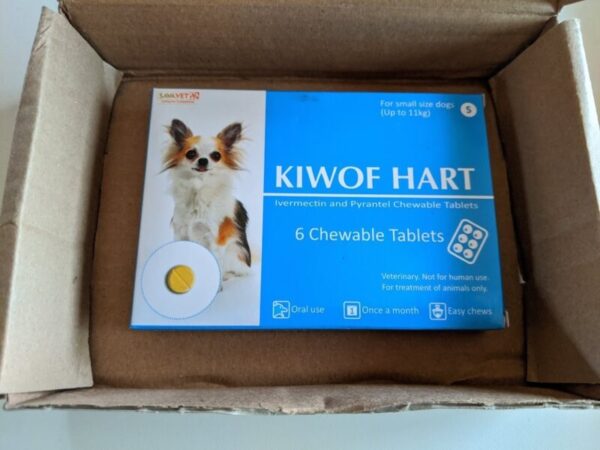 SAVAVET
For small size dogs
(Up to 11kg)
S
KIWOF HART
Ivermectin and Pyrantel Chewable Tablets
6 Chewable Tablets
Veterinary. Not for human use.
For treatment of animals only.
Oral use
1
Once a month
Easy chews